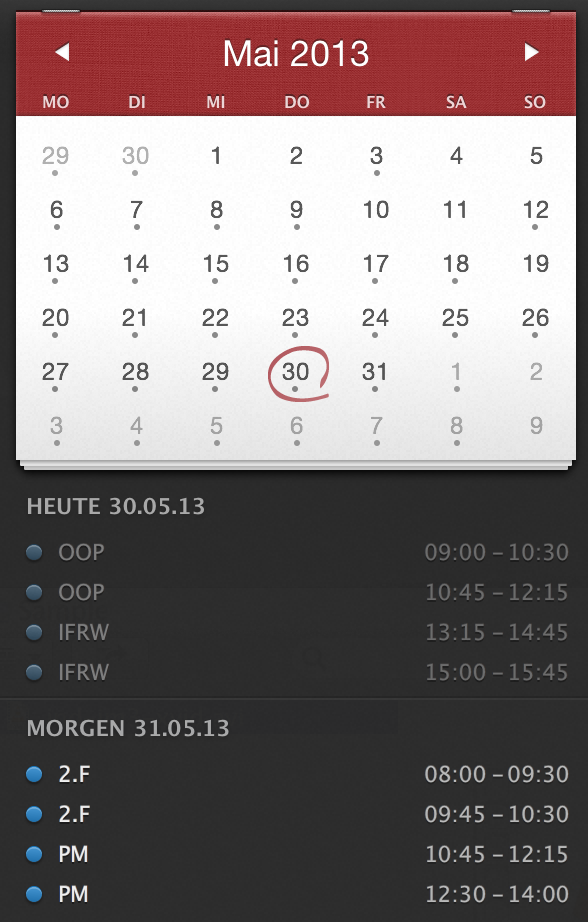 Mai 2013
MO DI MI DO FR SA SO
29 30 1 2 3 4 5
6 7 8 9 10 11 12
13 14 15 16 17 18 19
20 21 22 23 24 25 26
27 28 29 30 31 1 2
3 4 5 6 7 8 9
HEUTE 30.05.13
OOP 09:00 – 10:30
OOP 10:45 – 12:15
IFRW 13:15 – 14:45
IFRW 15:00 – 15:45
MORGEN 31.05.13
2.F 08:00 – 09:30
2.F 09:45 – 10:30
PM 10:45 – 12:15
PM 12:30 – 14:00